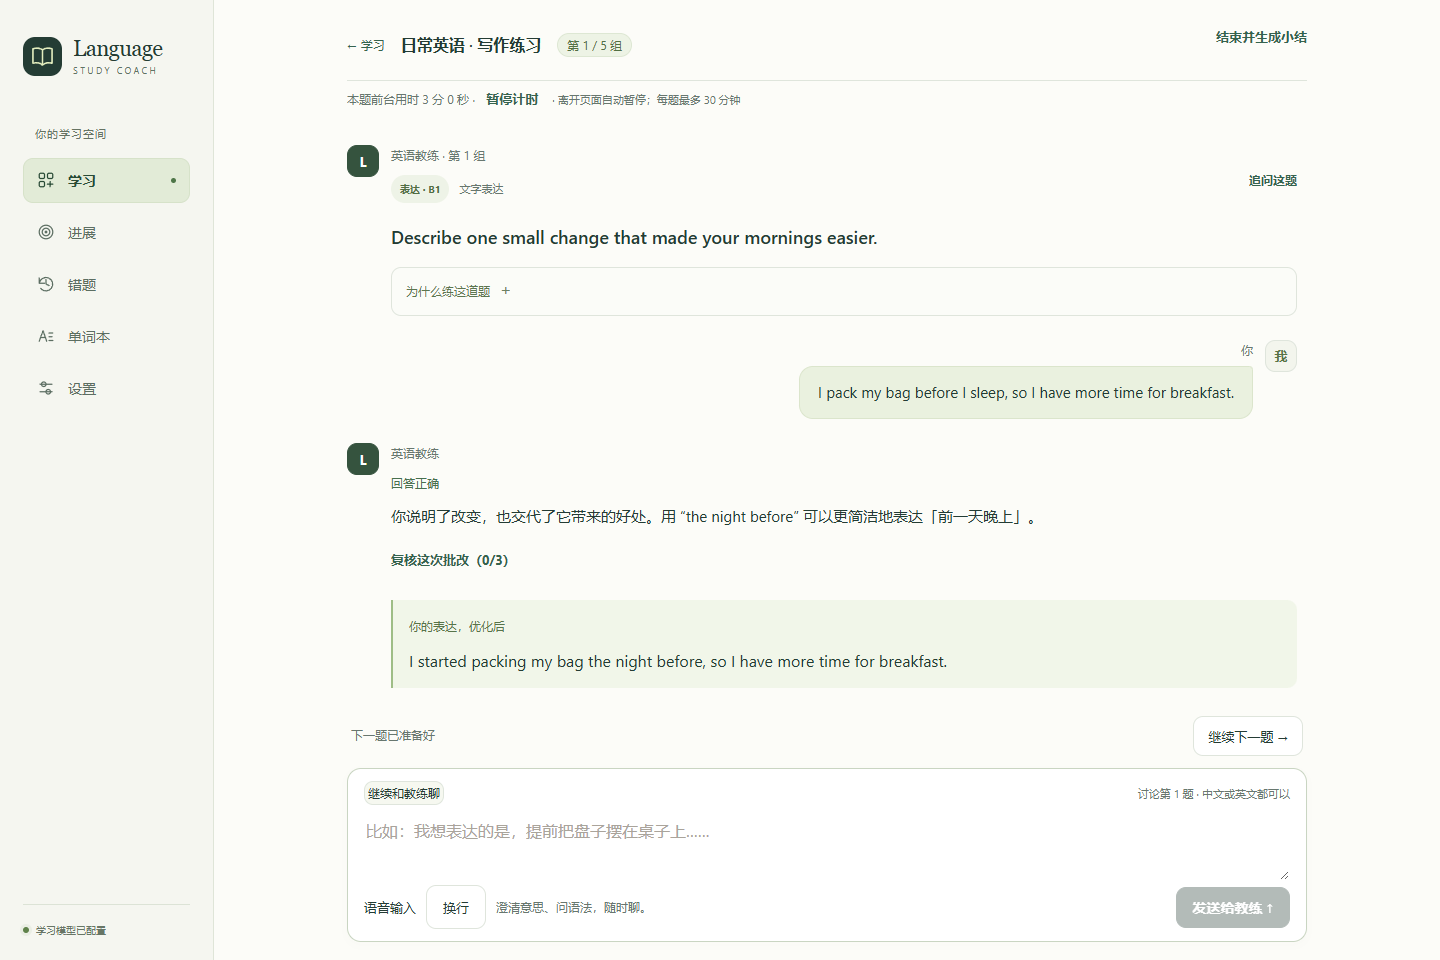 Language
STUDY COACH
你的学习空间
学习
进展
错题
单词本
设置
学习模型已配置
← 学习 日常英语 · 写作练习 第 1 / 5 组 结束并生成小结
本题前台用时 3 分 0 秒 · 暂停计时 · 离开页面自动暂停；每题最多 30 分钟
L 英语教练 · 第 1 组
表达 · B1 文字表达 追问这题
Describe one small change that made your mornings easier.
为什么练这道题 +
你 我
I pack my bag before I sleep, so I have more time for breakfast.
L 英语教练
回答正确
你说明了改变，也交代了它带来的好处。用 “the night before” 可以更简洁地表达「前一天晚上」。
复核这次批改（0/3）
你的表达，优化后
I started packing my bag the night before, so I have more time for breakfast.
下一题已准备好 继续下一题 →
继续和教练聊 讨论第 1 题 · 中文或英文都可以
比如：我想表达的是，提前把盘子摆在桌子上……
语音输入 换行 澄清意思、问语法，随时聊。 发送给教练 ↑